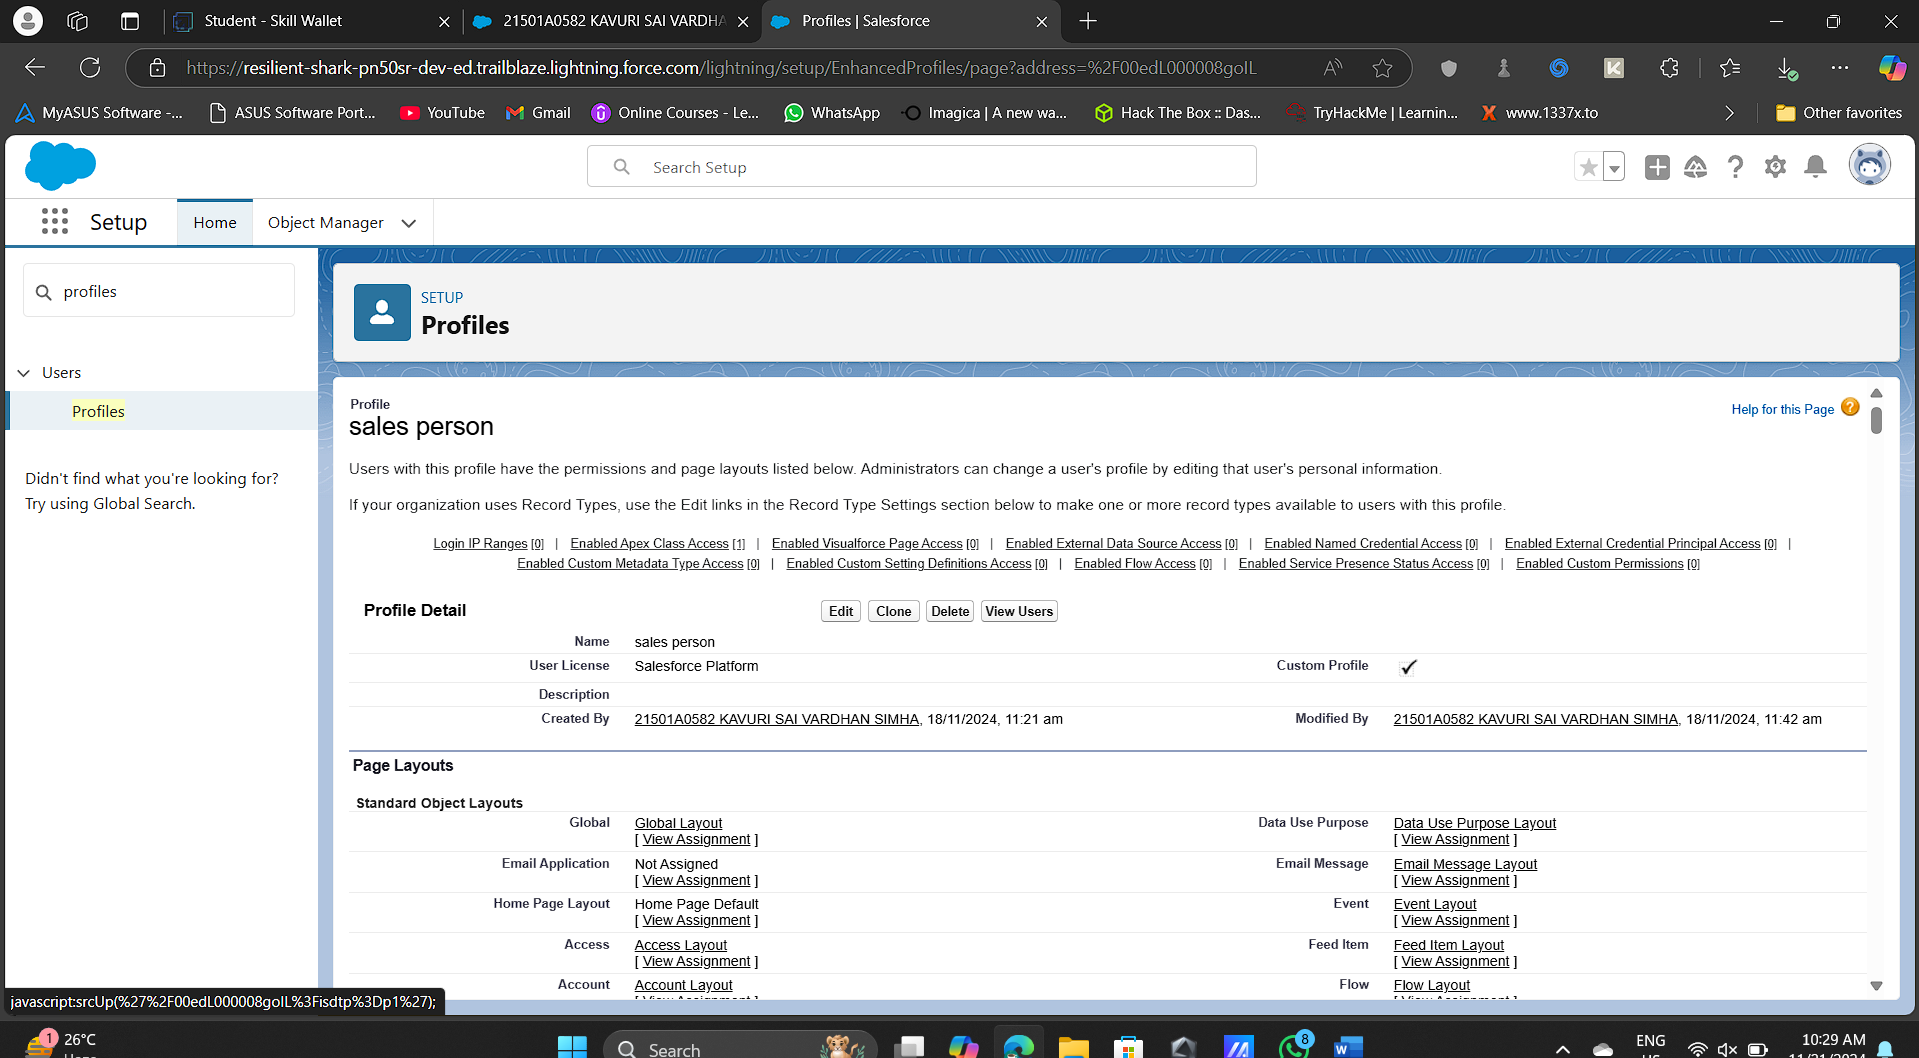 Student - Skill Wallet
21501A0582 KAVURI SAI VARDHA
Profiles | Salesforce
https://resilient-shark-pn50sr-dev-ed.trailblaze.lightning.force.com/lightning/setup/EnhancedProfiles/page?address=%2F00edL000008goIL
MyASUS Software -...
ASUS Software Port...
YouTube
Gmail
Online Courses - Le...
WhatsApp
Imagica | A new wa...
Hack The Box :: Das...
TryHackMe | Learnin...
www.1337x.to
Other favorites
Search Setup
Setup
Home
Object Manager
profiles
Users
Profiles
Didn't find what you're looking for?
Try using Global Search.
SETUP
Profiles
Profile
sales person
Help for this Page
Users with this profile have the permissions and page layouts listed below. Administrators can change a user's profile by editing that user's personal information.
If your organization uses Record Types, use the Edit links in the Record Type Settings section below to make one or more record types available to users with this profile.
Login IP Ranges [0] | Enabled Apex Class Access [1] | Enabled Visualforce Page Access [0] | Enabled External Data Source Access [0] | Enabled Named Credential Access [0] | Enabled External Credential Principal Access [0] |
Enabled Custom Metadata Type Access [0] | Enabled Custom Setting Definitions Access [0] | Enabled Flow Access [0] | Enabled Service Presence Status Access [0] | Enabled Custom Permissions [0]
Profile Detail
Edit Clone Delete View Users
Name sales person
User License Salesforce Platform Custom Profile
Description
Created By 21501A0582 KAVURI SAI VARDHAN SIMHA, 18/11/2024, 11:21 am Modified By 21501A0582 KAVURI SAI VARDHAN SIMHA, 18/11/2024, 11:42 am
Page Layouts
Standard Object Layouts
Global Global Layout Data Use Purpose Data Use Purpose Layout
[ View Assignment ] [ View Assignment ]
Email Application Not Assigned Email Message Email Message Layout
[ View Assignment ] [ View Assignment ]
Home Page Layout Home Page Default Event Event Layout
[ View Assignment ] [ View Assignment ]
Access Access Layout Feed Item Feed Item Layout
[ View Assignment ] [ View Assignment ]
Account Account Layout Flow Flow Layout
javascript:srcUp(%27%2F00edL000008goIL%3Fisdtp%3Dp1%27);
1
26°C
Search
8
ENG
10:29 AM